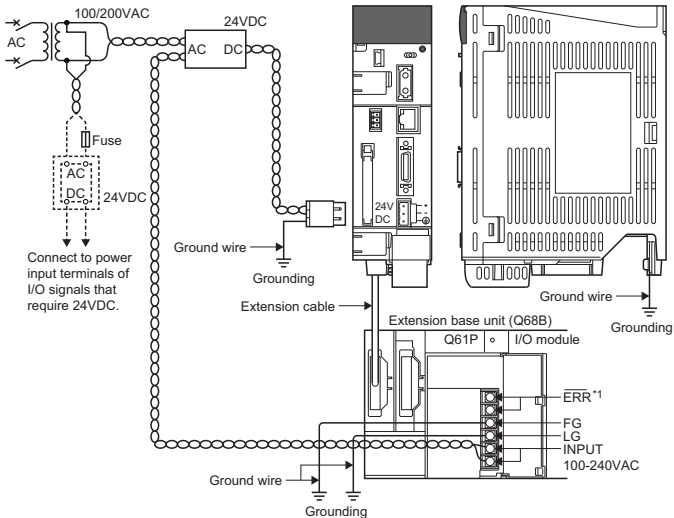 100/200VAC
24VDC
AC
AC
DC
Fuse
AC
DC
24VDC
Connect to power
input terminals of
I/O signals that
require 24VDC.
24V
DC
+
-
Ground wire
Grounding
Extension cable
Ground wire
Grounding
Extension base unit (Q68B)
Q61P
I/O module
ERR*1
FG
LG
INPUT
100-240VAC
Ground wire
Grounding